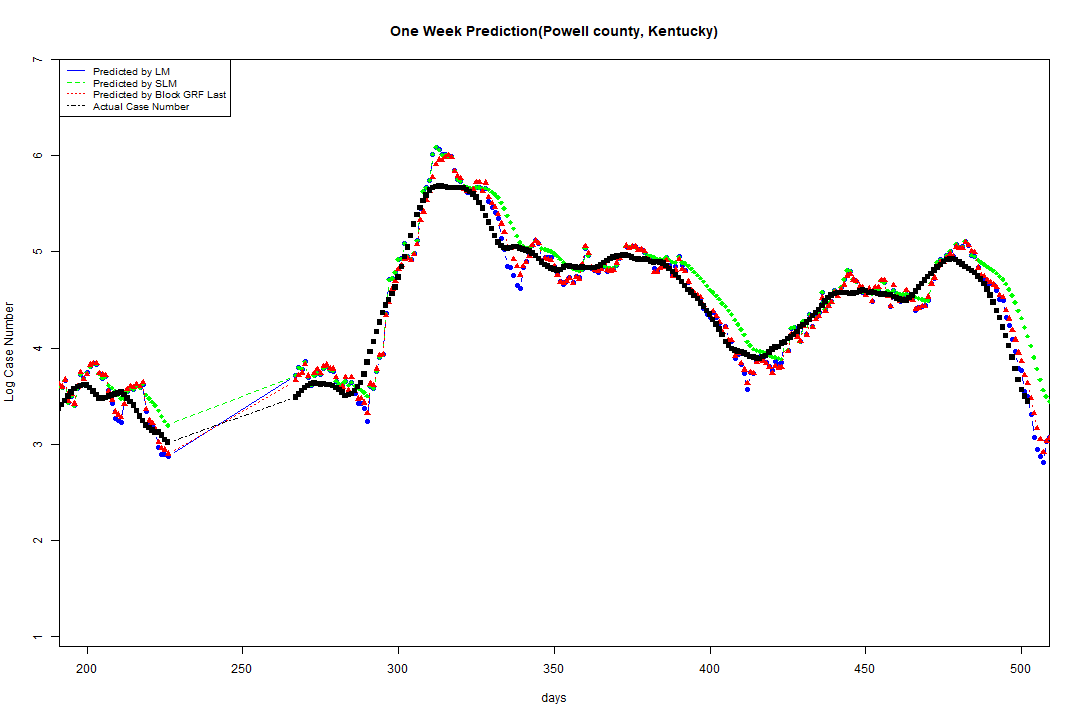 One Week Prediction(Powell county, Kentucky)
Predicted by LM
Predicted by SLM
Predicted by Block GRF Last
Actual Case Number
7
6
5
4
3
2
1
Log Case Number
200
250
300
350
400
450
500
days